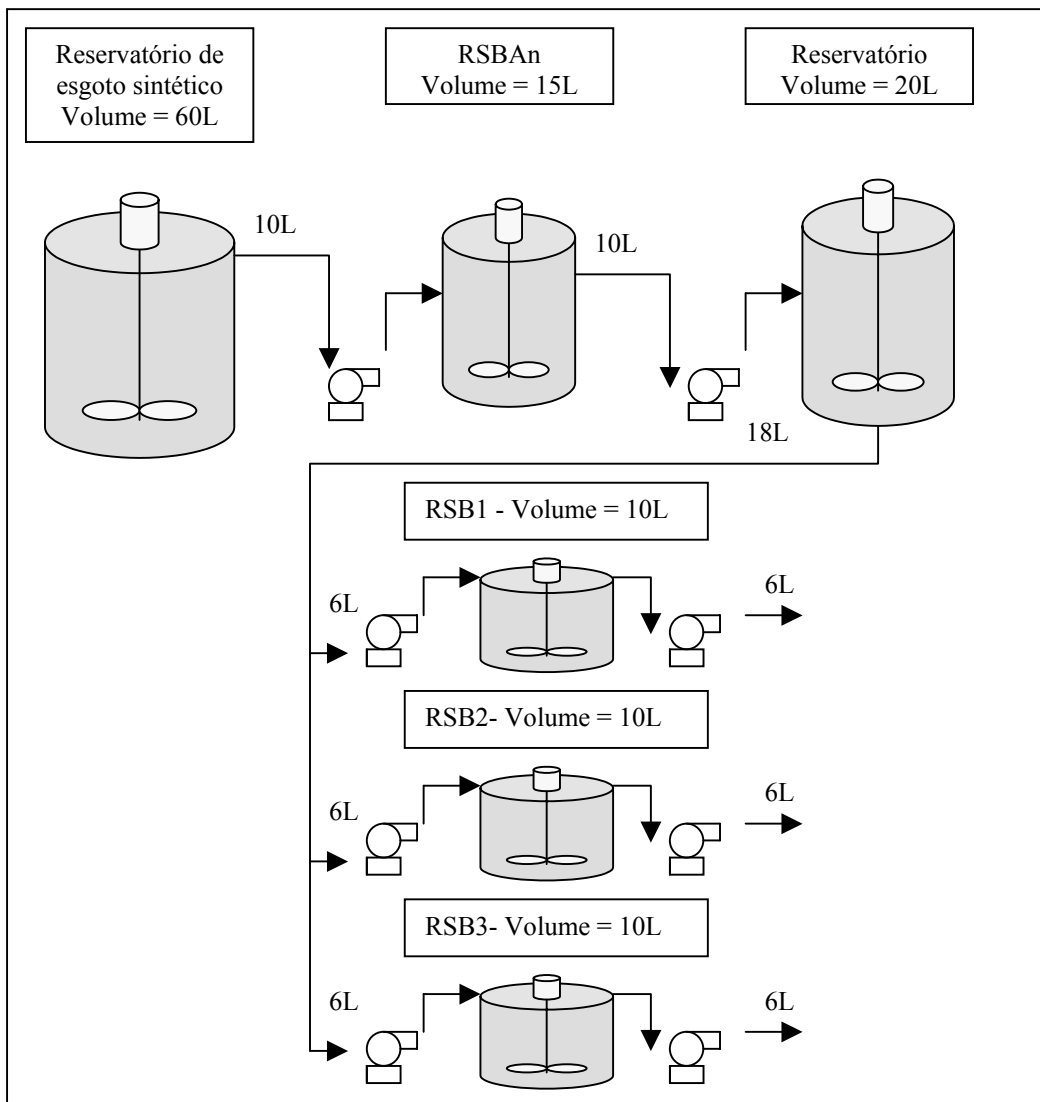 Reservatório de
esgoto sintético
Volume = 60L
RSBAn
Volume = 15L
Reservatório
Volume = 20L
10L
10L
18L
RSB1 - Volume = 10L
6L
6L
RSB2- Volume = 10L
6L
6L
RSB3- Volume = 10L
6L
6L